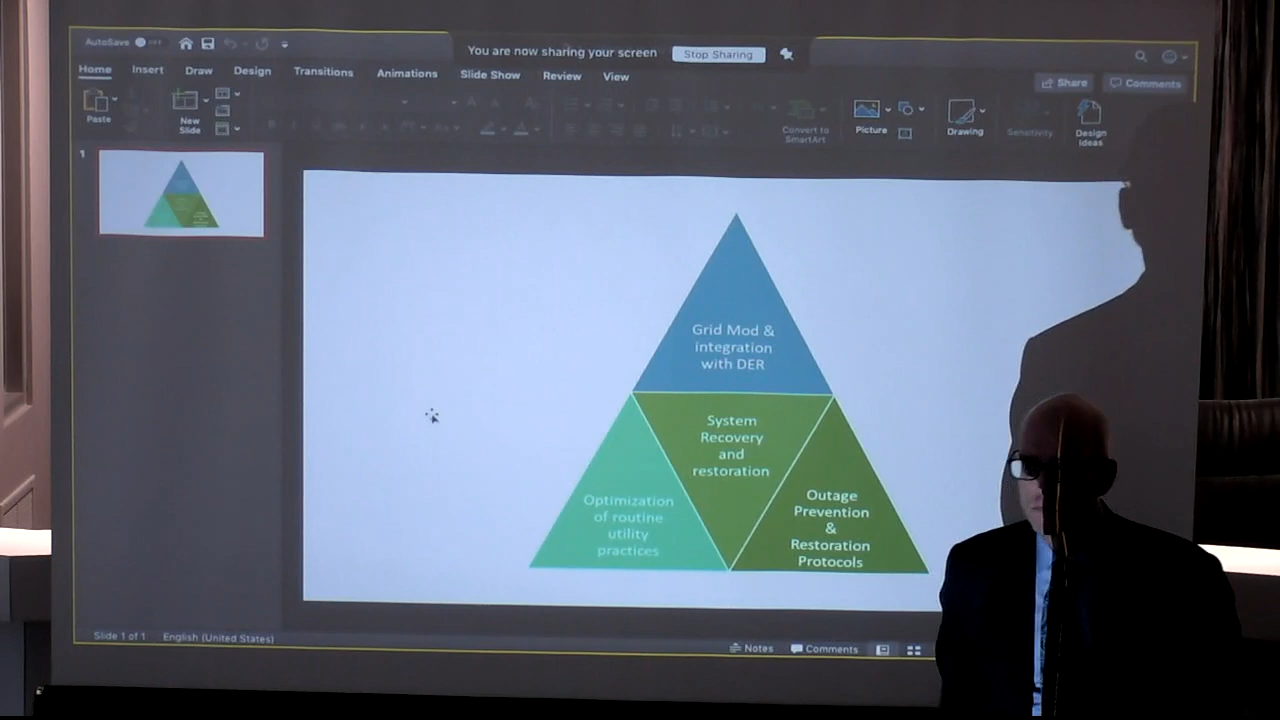 AutoSave OFF
You are now sharing your screen Stop Sharing
Home Insert Draw Design Transitions Animations Slide Show Review View
Share Comments
Paste
New
Slide
Convert to
SmartArt
Picture
Drawing
Sensitivity
Design
Ideas
1
Grid Mod &
integration
with DER
System
Recovery
and
restoration
Optimization
of routine
utility
practices
Outage
Prevention
&
Restoration
Protocols
Slide 1 of 1 English (United States)
Notes Comments